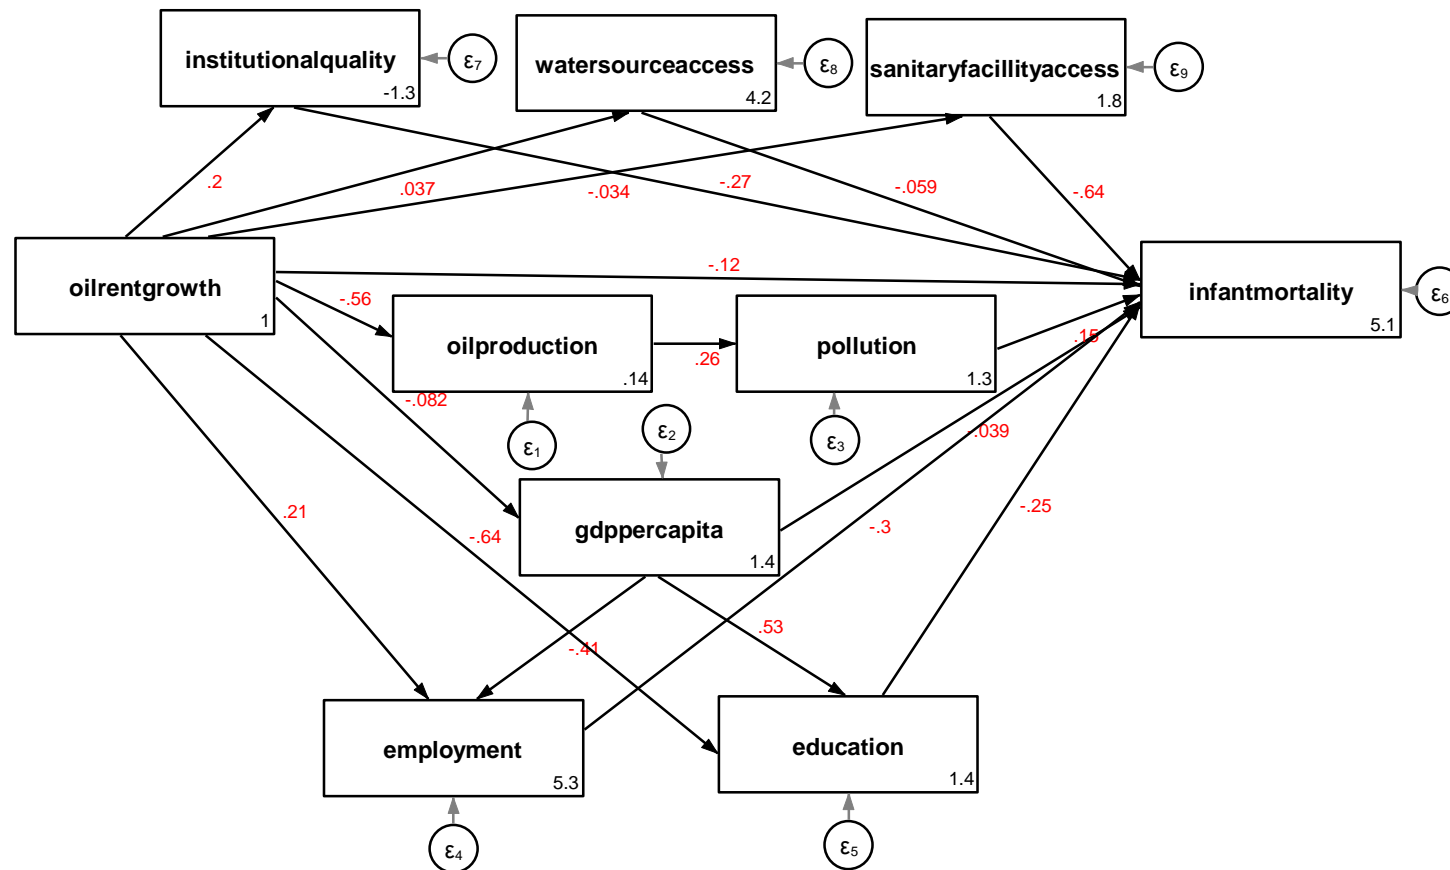 institutionalquality
-1.3
ε7
watersourceaccess
4.2
ε8
sanitaryfacillityaccess
1.8
ε9
.2
.037
-.034
-.27
-.059
-.64
oilrentgrowth
1
-.12
infantmortality
5.1
ε6
-.56
oilproduction
.14
.26
pollution
1.3
.15
-.082
ε1
ε2
ε3
-.039
.21
-.64
gdppercapita
1.4
-.3
-.25
-.41
.53
employment
5.3
education
1.4
ε4
ε5